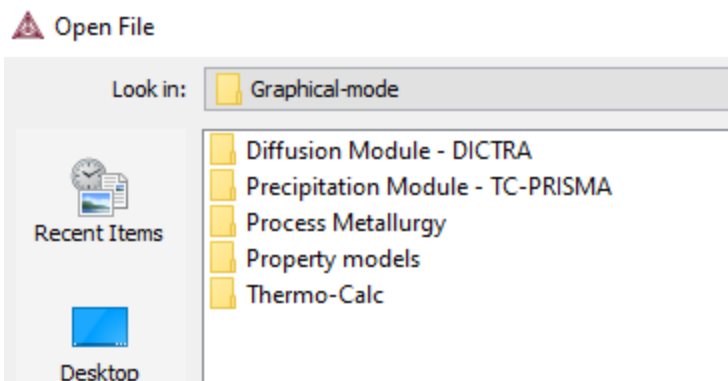 Open File
Look in: Graphical-mode
Recent Items
Desktop
Diffusion Module - DICTRA
Precipitation Module - TC-PRISMA
Process Metallurgy
Property models
Thermo-Calc